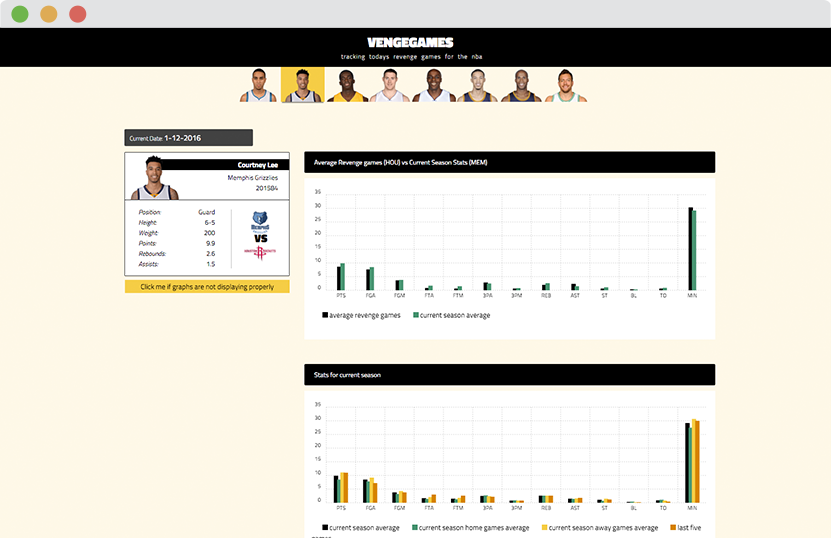 VENGEGAMES
tracking todays revenge games for the nba
Current Date: 1-12-2016
Courtney Lee
Memphis Grizzlies
201584
Position: Guard
Height: 6-5
Weight: 200
Points: 9.9
Rebounds: 2.6
Assists: 1.5
VS
Click me if graphs are not displaying properly
Average Revenge games (HOU) vs Current Season Stats (MEM)
35
30
25
20
15
10
5
0
PTS FGA FGM FTA FTM 3PA 3PM REB AST ST BL TO MIN
average revenge games current season average
Stats for current season
35
30
25
20
15
10
5
0
PTS FGA FGM FTA FTM 3PA 3PM REB AST ST BL TO MIN
current season average current season home games average current season away games average last five